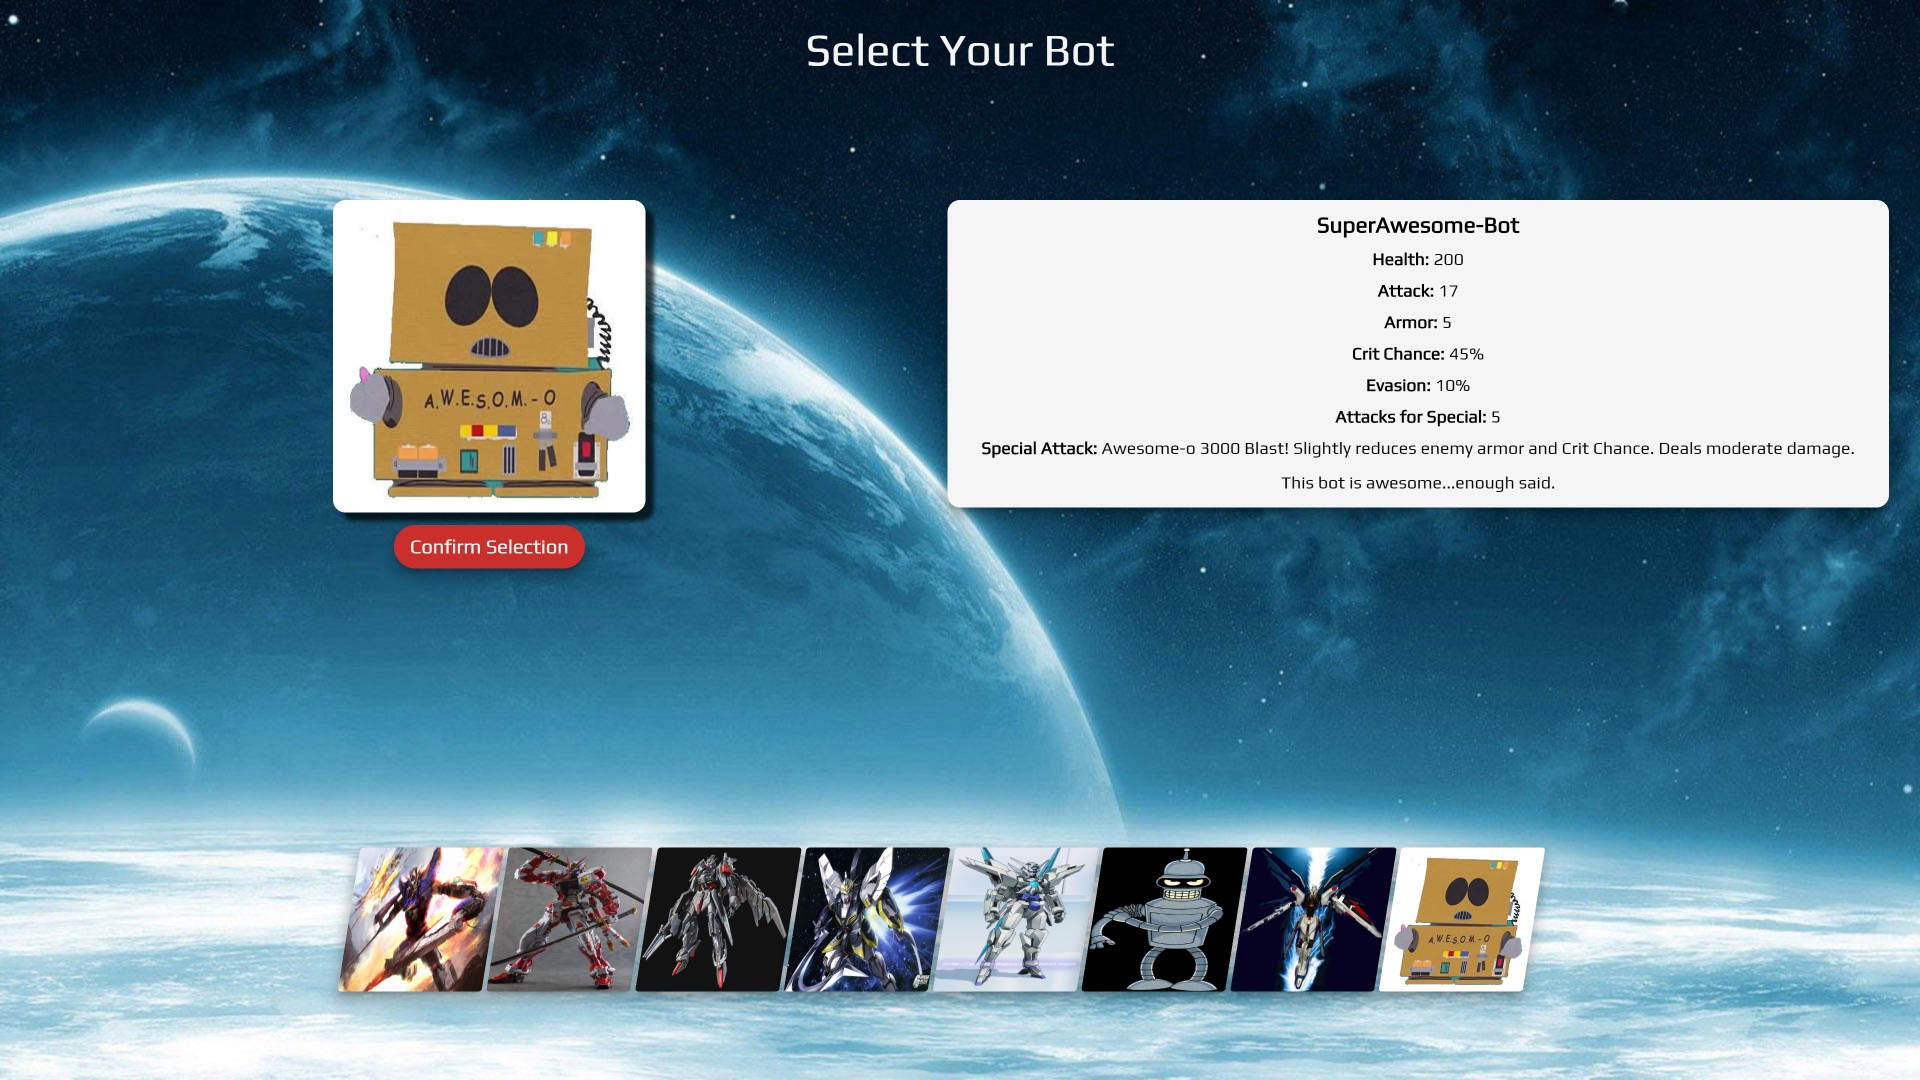 Select Your Bot
A.W.E.S.O.M.-O
8
Confirm Selection
SuperAwesome-Bot
Health: 200
Attack: 17
Armor: 5
Crit Chance: 45%
Evasion: 10%
Attacks for Special: 5
Special Attack: Awesome-o 3000 Blast! Slightly reduces enemy armor and Crit Chance. Deals moderate damage.
This bot is awesome...enough said.
A.W.E.S.O.M.-O